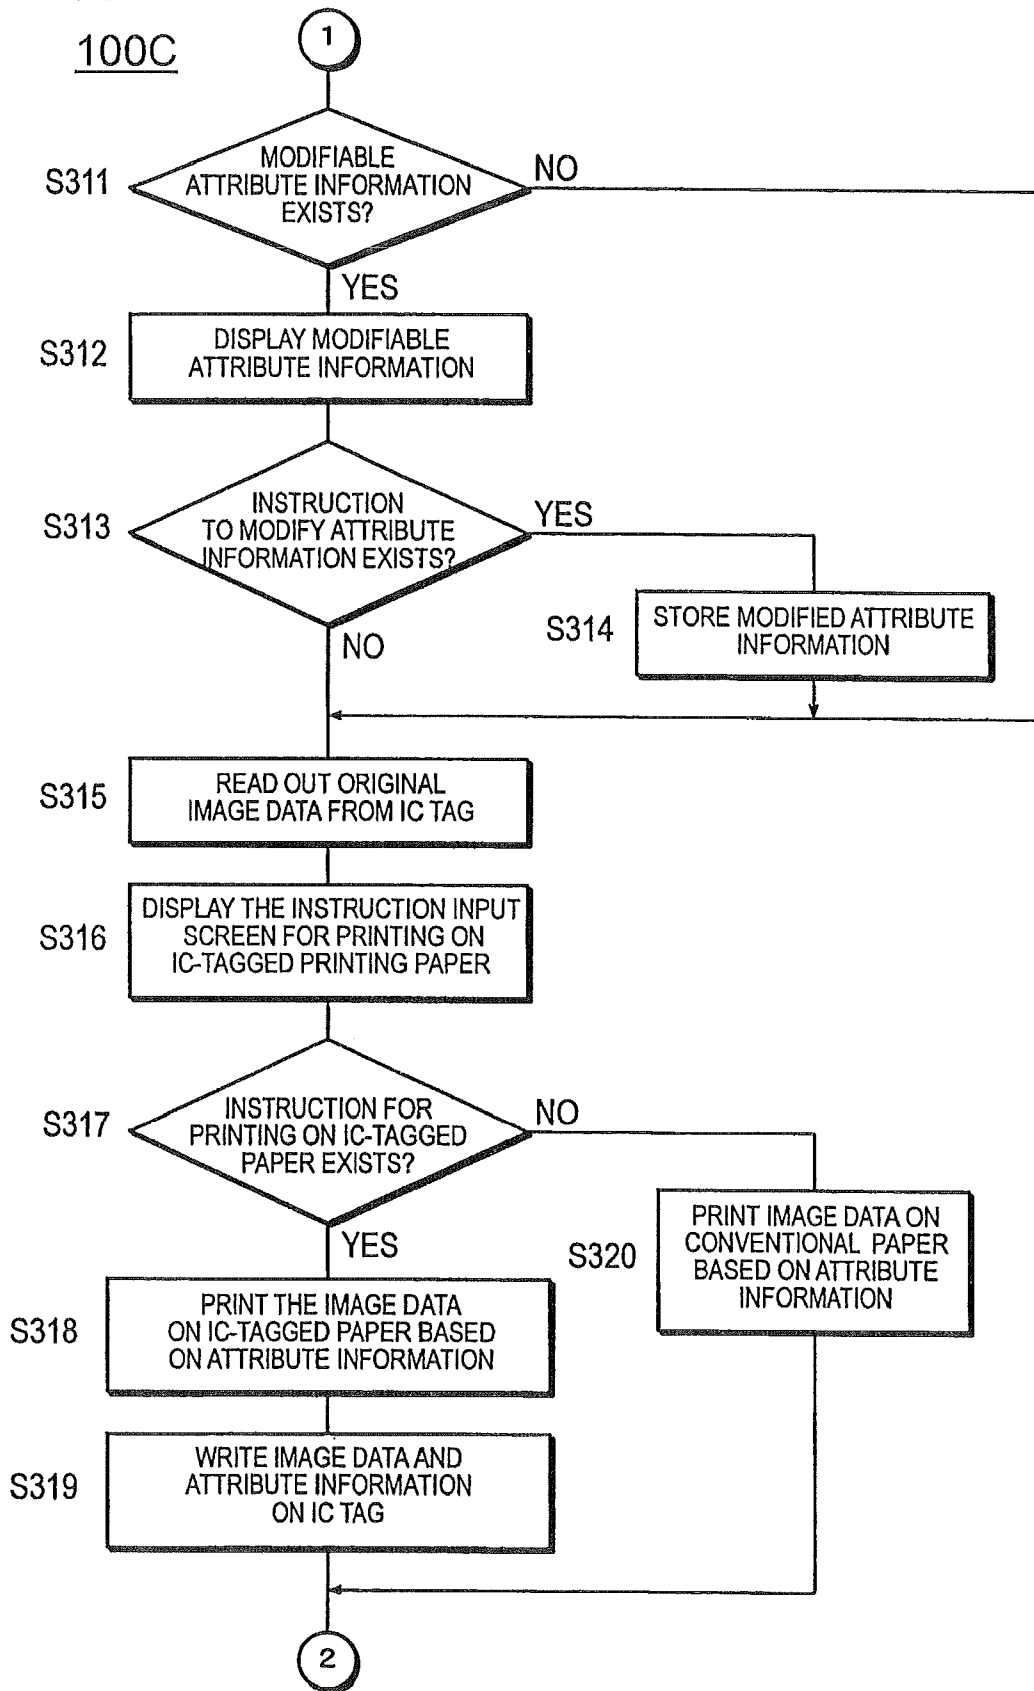 100C
1
S311
MODIFIABLE
ATTRIBUTE INFORMATION
EXISTS?
NO
YES
S312
DISPLAY MODIFIABLE
ATTRIBUTE INFORMATION
S313
INSTRUCTION
TO MODIFY ATTRIBUTE
INFORMATION EXISTS?
YES
NO
S314
STORE MODIFIED ATTRIBUTE
INFORMATION
S315
READ OUT ORIGINAL
IMAGE DATA FROM IC TAG
S316
DISPLAY THE INSTRUCTION INPUT
SCREEN FOR PRINTING ON
IC-TAGGED PRINTING PAPER
S317
INSTRUCTION FOR
PRINTING ON IC-TAGGED
PAPER EXISTS?
NO
YES
S320
PRINT IMAGE DATA ON
CONVENTIONAL PAPER
BASED ON ATTRIBUTE
INFORMATION
S318
PRINT THE IMAGE DATA
ON IC-TAGGED PAPER BASED
ON ATTRIBUTE INFORMATION
S319
WRITE IMAGE DATA AND
ATTRIBUTE INFORMATION
ON IC TAG
2